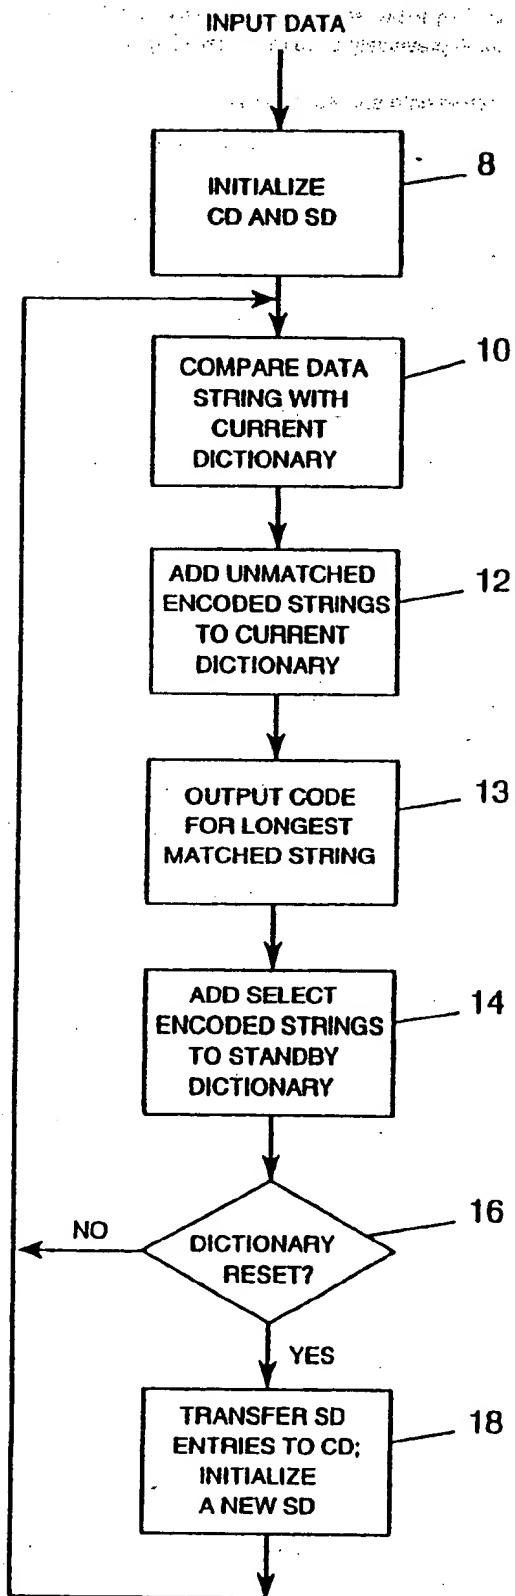 INPUT DATA
INITIALIZE
CD AND SD
8
COMPARE DATA
STRING WITH
CURRENT
DICTIONARY
10
ADD UNMATCHED
ENCODED STRINGS
TO CURRENT
DICTIONARY
12
OUTPUT CODE
FOR LONGEST
MATCHED STRING
13
ADD SELECT
ENCODED STRINGS
TO STANDBY
DICTIONARY
14
DICTIONARY
RESET?
16
NO
YES
TRANSFER SD
ENTRIES TO CD;
INITIALIZE
A NEW SD
18